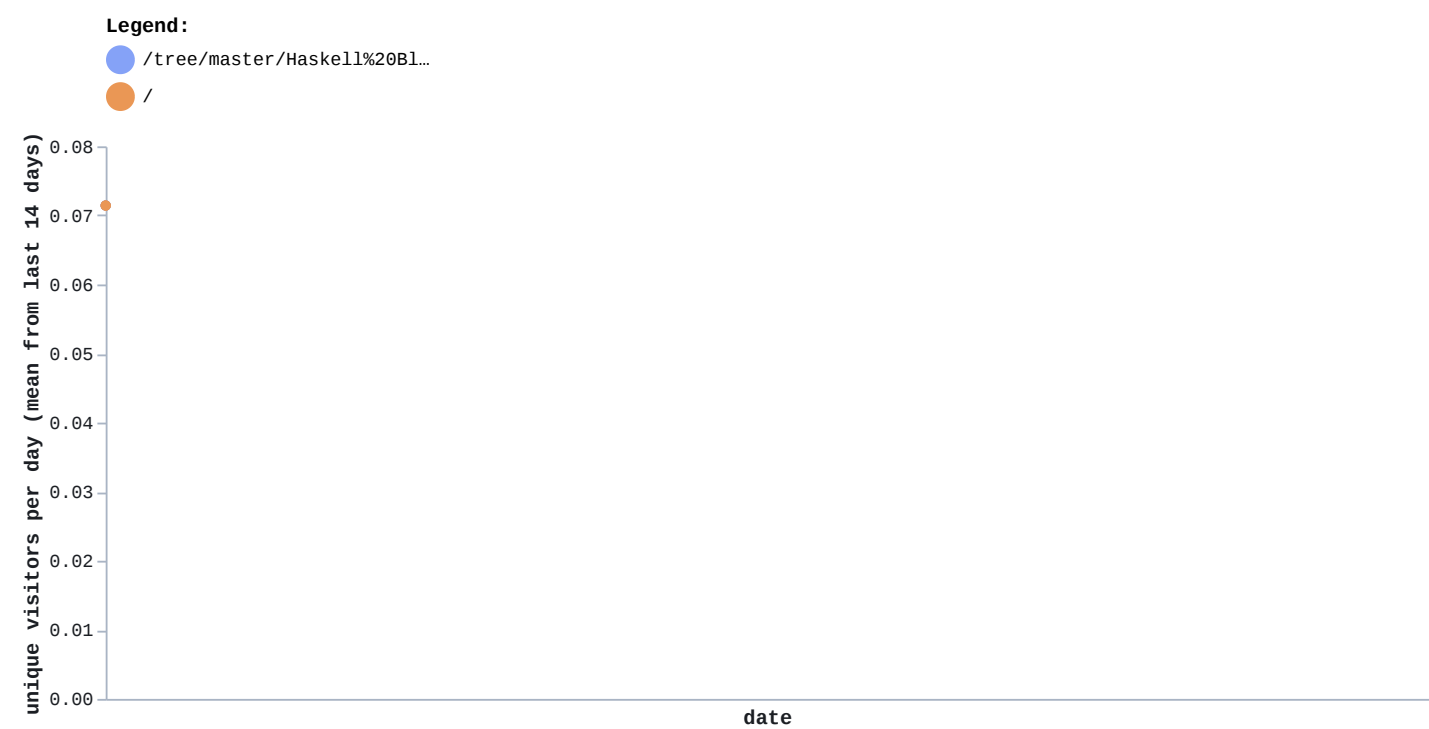 Legend:
/tree/master/Haskell%20Bl…
/
unique visitors per day (mean from last 14 days)
0.08
0.07
0.06
0.05
0.04
0.03
0.02
0.01
0.00
date